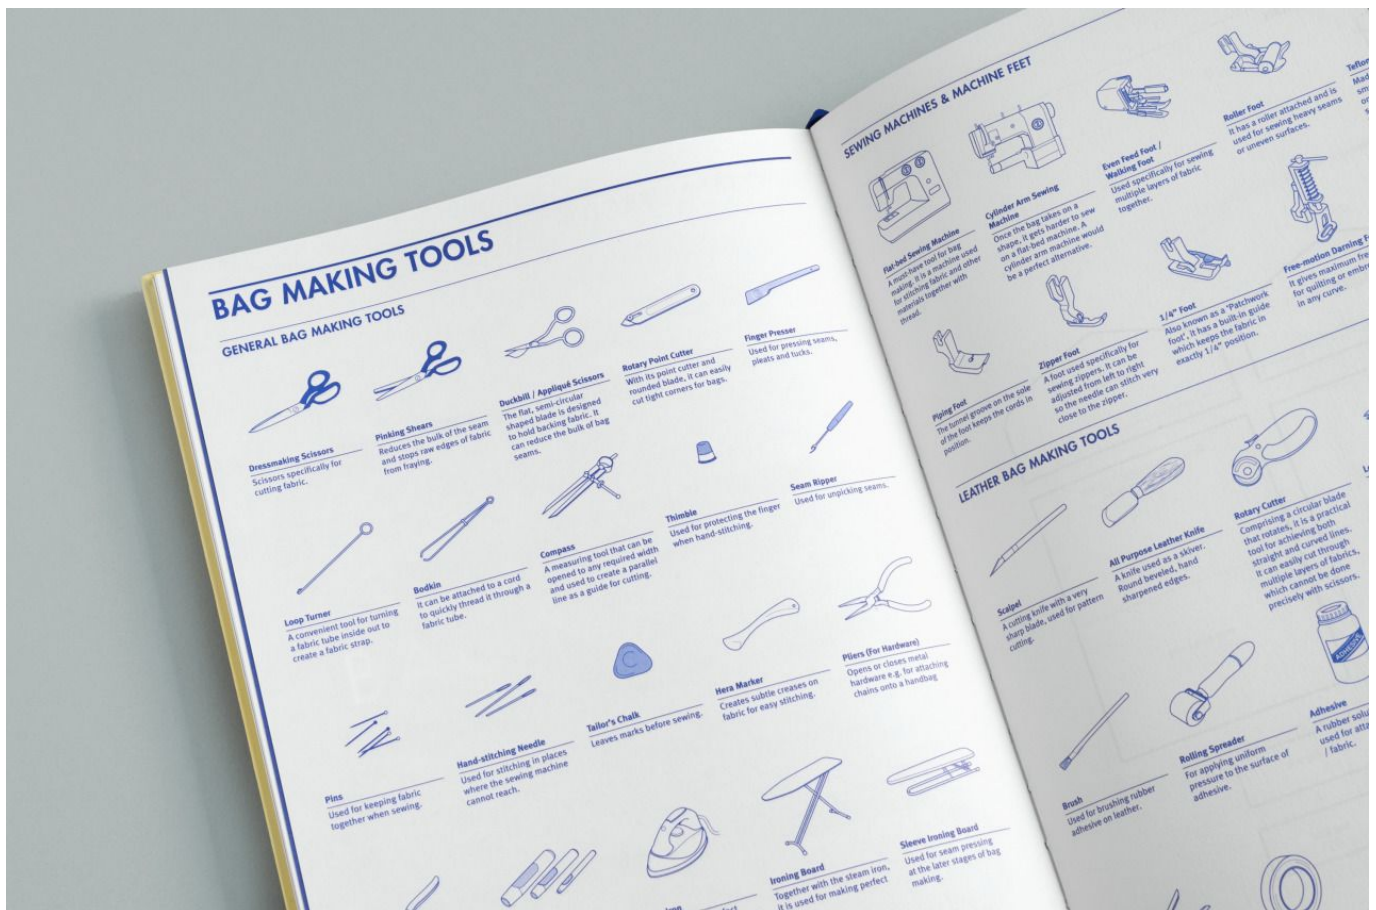 BAG MAKING TOOLS
GENERAL BAG MAKING TOOLS
Dressmaking Scissors
Scissors specifically for
cutting fabric.
Pinking Shears
Reduces the bulk of the seam
and stops raw edges of fabric
from fraying.
Duckbill / Appliqué Scissors
The flat, semi-circular
shaped blade is designed
to hold backing fabric. It
can reduce the bulk of bag
seams.
Rotary Point Cutter
With its point cutter and
rounded blade, it can easily
cut tight corners for bags.
Finger Presser
Used for pressing seams,
pleats and tucks.
Loop Turner
A convenient tool for turning
a fabric tube inside out to
create a fabric strap.
Bodkin
It can be attached to a cord
to quickly thread it through a
fabric tube.
Compass
A measuring tool that can be
opened to any required width
and used to create a parallel
line as a guide for cutting.
Thimble
Used for protecting the finger
when hand-stitching.
Seam Ripper
Used for unpicking seams.
Pins
Used for keeping fabric
together when sewing.
Hand-stitching Needle
Used for stitching in places
where the sewing machine
cannot reach.
Tailor's Chalk
Leaves marks before sewing.
Hera Marker
Creates subtle creases on
fabric for easy stitching.
Pliers (For Hardware)
Opens or closes metal
hardware e.g. for attaching
chains onto a handbag
Ironing Board
Together with the steam iron,
it is used for making perfect
Sleeve Ironing Board
Used for seam pressing
at the later stages of bag
making.
SEWING MACHINES & MACHINE FEET
Flat-bed Sewing Machine
A must-have tool for bag
making. It is a machine used
for stitching fabric and other
materials together with
thread.
Cylinder Arm Sewing
Machine
Once the bag takes on a
shape, it gets harder to sew
on a flat-bed machine. A
cylinder arm machine would
be a perfect alternative.
Even Feed Foot /
Walking Foot
Used specifically for sewing
multiple layers of fabric
together.
Roller Foot
It has a roller attached and is
used for sewing heavy seams
or uneven surfaces.
Piping Foot
The tunnel groove on the sole
of the foot keeps the cords in
position.
Zipper Foot
A foot used specifically for
sewing zippers. It can be
adjusted from left to right
so the needle can stitch very
close to the zipper.
1/4" Foot
Also known as a "Patchwork
foot", it has a built-in guide
which keeps the fabric in
exactly 1/4" position.
Free-motion Darning
It gives maximum
for quilting or
in any curve.
LEATHER BAG MAKING TOOLS
Scalpel
A cutting knife with a very
sharp blade, used for pattern
cutting.
All Purpose Leather Knife
A knife used as a skiver.
Round beveled, hand
sharpened edges.
Rotary Cutter
Comprising a circular blade
that rotates, it is a practical
tool for achieving both
straight and curved lines.
It can easily cut through
multiple layers of fabrics,
which cannot be done
precisely with scissors.
Brush
Used for brushing rubber
adhesive on leather.
Rolling Spreader
For applying uniform
pressure to the surface of
adhesive.
ADHESIVE
Adhesive
A rubber
used for
/ fabric.